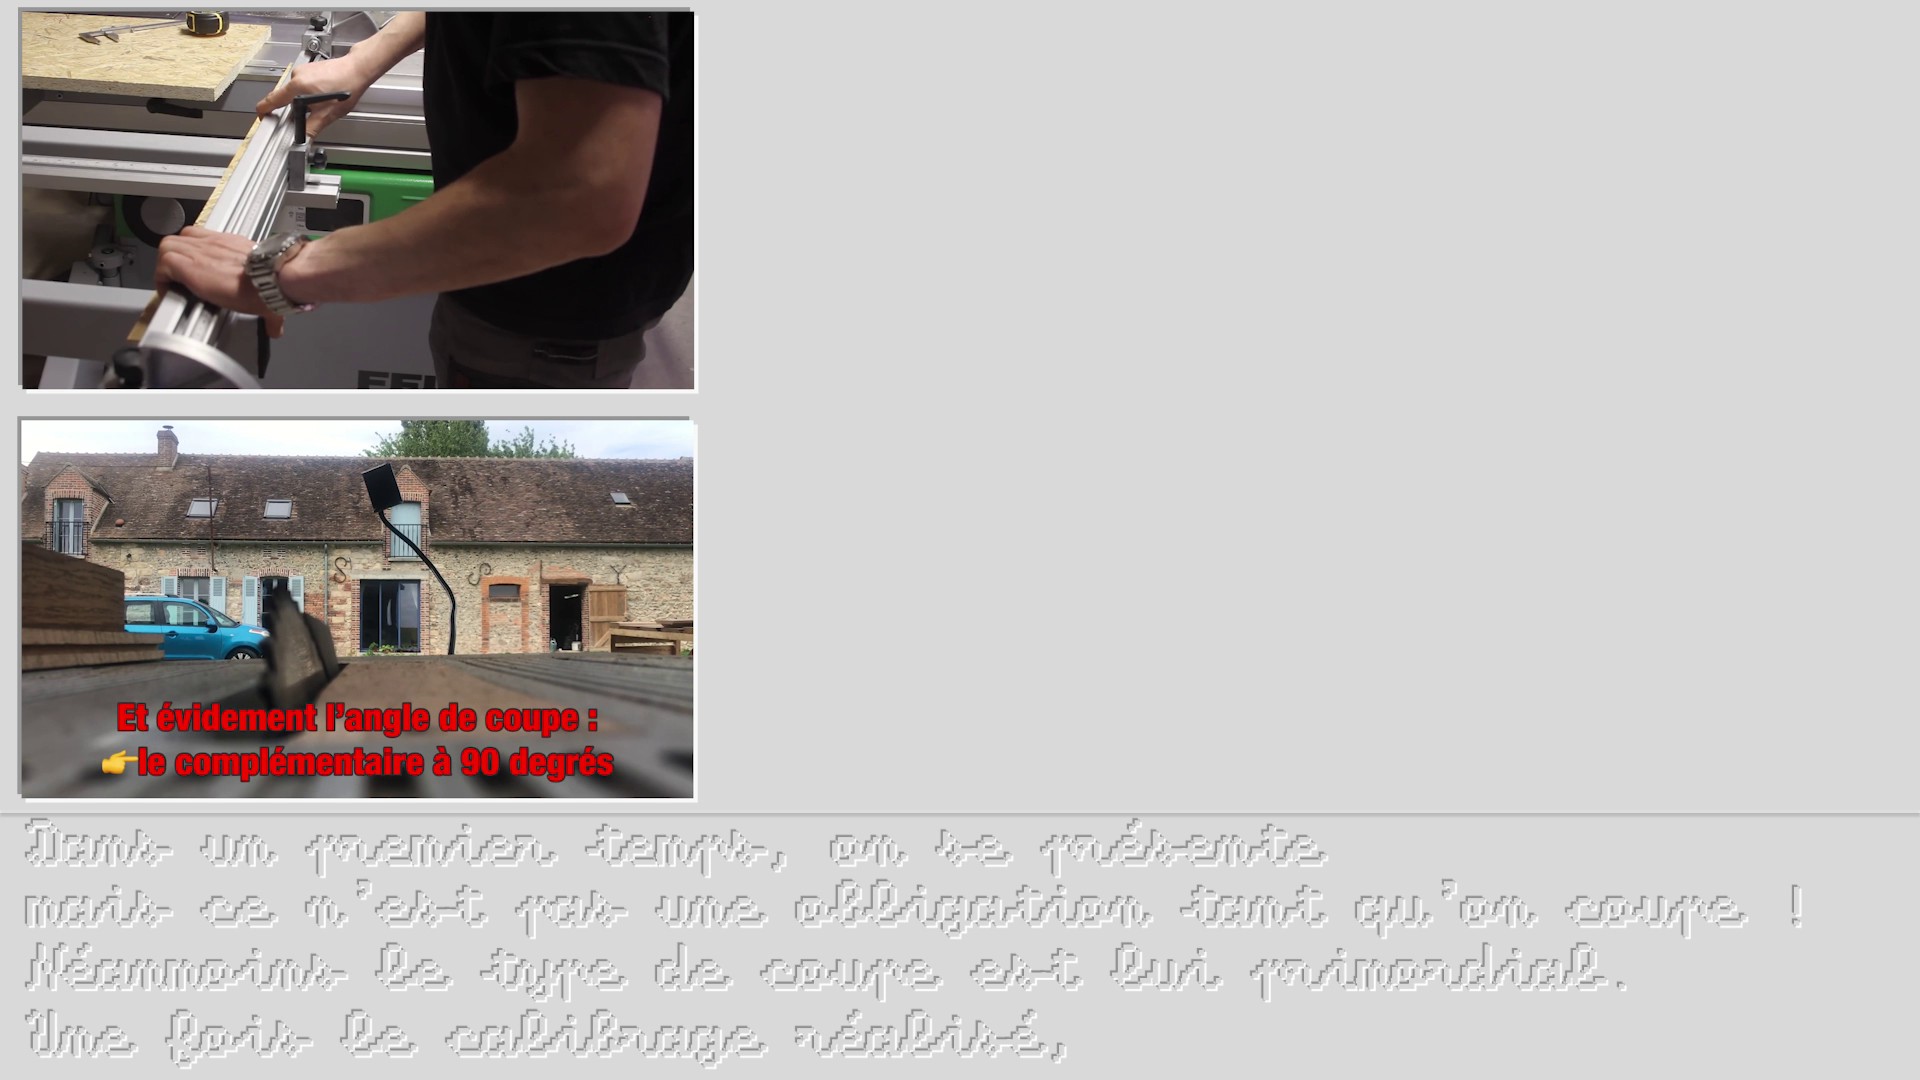 Et évidement l’angle de coupe :
👉le complémentaire à 90 degrés
Dans un premier temps, on se présente
mais ce n'est pas une obligation tant qu'on coupe !
Néanmoins le type de coupe est lui primordial.
Une fois le calibrage réalisé,